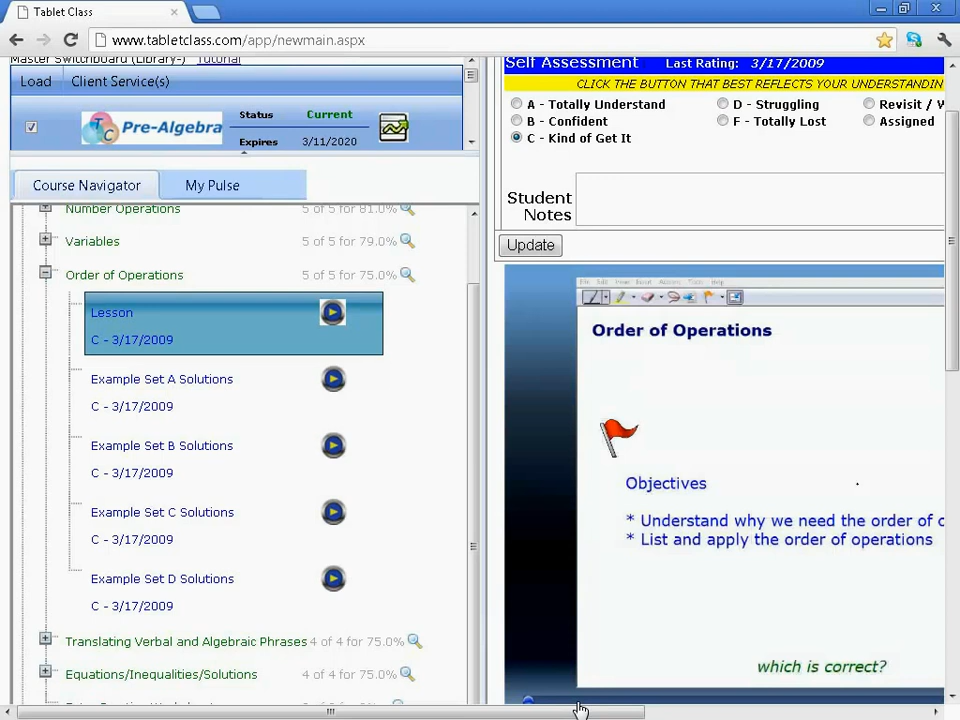 Tablet Class
www.tabletclass.com/app/newmain.aspx
Master Switchboard (Library-) Tutorial
Load Client Service(s)
TC Pre-Algebra
Status Current
Expires 3/11/2020
Course Navigator My Pulse
Number Operations 5 of 5 for 81.0%
Variables 5 of 5 for 79.0%
Order of Operations 5 of 5 for 75.0%
Lesson
C - 3/17/2009
Example Set A Solutions
C - 3/17/2009
Example Set B Solutions
C - 3/17/2009
Example Set C Solutions
C - 3/17/2009
Example Set D Solutions
C - 3/17/2009
Translating Verbal and Algebraic Phrases 4 of 4 for 75.0%
Equations/Inequalities/Solutions 4 of 4 for 75.0%
Self Assessment Last Rating: 3/17/2009
CLICK THE BUTTON THAT BEST REFLECTS YOUR UNDERSTANDIN
A - Totally Understand D - Struggling Revisit / W
B - Confident F - Totally Lost Assigned
C - Kind of Get It
Student
Notes
Update
Order of Operations
Objectives
* Understand why we need the order of o
* List and apply the order of operations
which is correct?